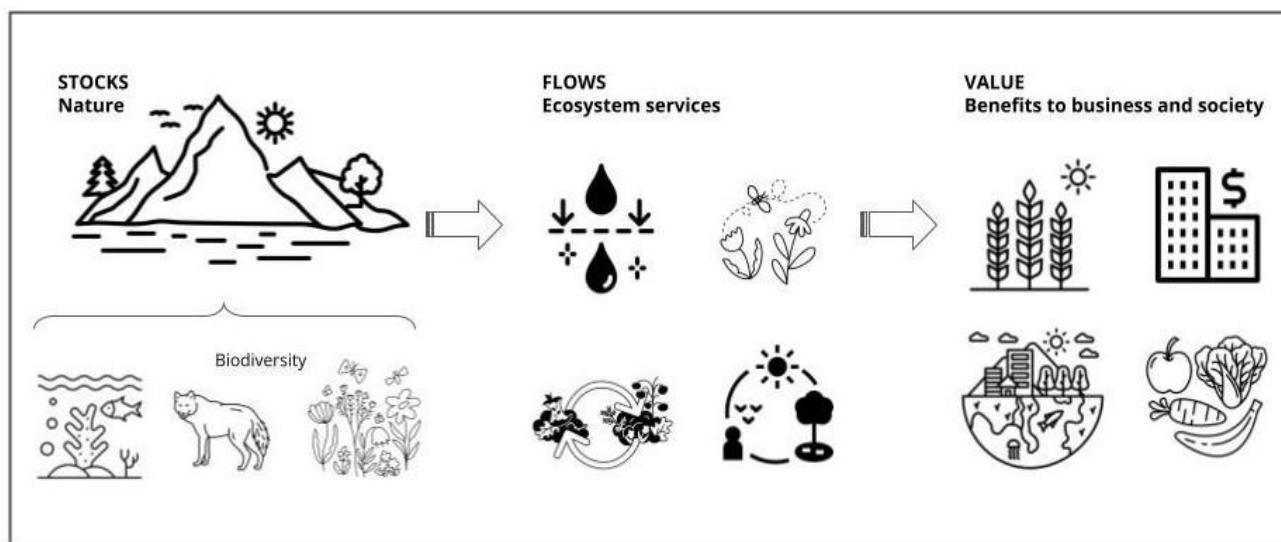 STOCKS
Nature
FLOWS
Ecosystem services
VALUE
Benefits to business and society
$
Biodiversity